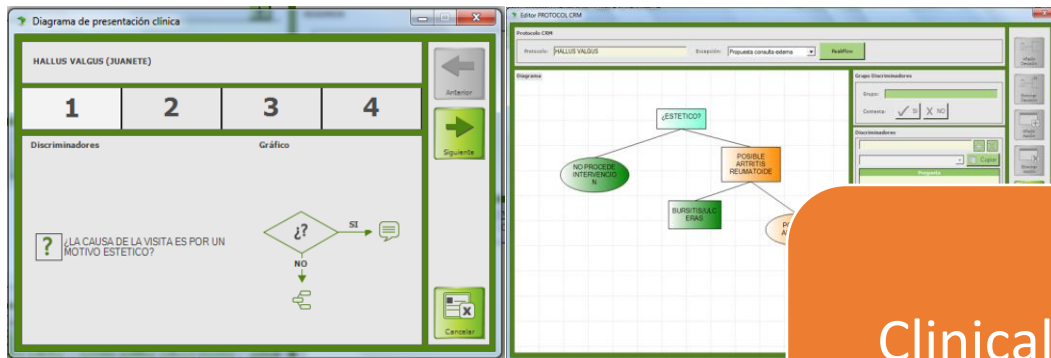 Diagrama de presentación clínica
HALLUS VALGUS (JUANETE)
1 2 3 4
Discriminadores Gráfico
?
¿LA CAUSA DE LA VISITA ES POR UN
MOTIVO ESTETICO?
¿?
SI
NO
Anterior
Siguiente
Cancelar
Editor PROTOCOL CRM
Protocolo CRM
Protocolo: HALLUS VALGUS Excepción: Propuesta consulta externa
Diagrama
¿ESTETICO?
NO PROCEDE
INTERVENCIO
N
POSIBLE
ARTRITIS
REUMATOIDE
BURSITIS/ULC
ERAS
Grupo Discriminadores
Grupo:
SI X NO
Discriminadores
Copiar
Pregunta
Clinical